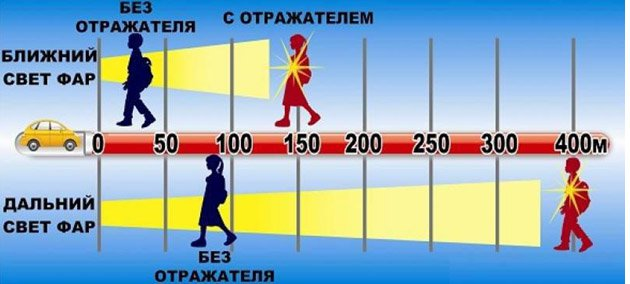 БЕЗ
ОТРАЖАТЕЛЯ
С ОТРАЖАТЕЛЕМ
БЛИЖНИЙ
СВЕТ ФАР
0 50 100 150 200 250 300 400м
ДАЛЬНИЙ
СВЕТ ФАР
БЕЗ
ОТРАЖАТЕЛЯ